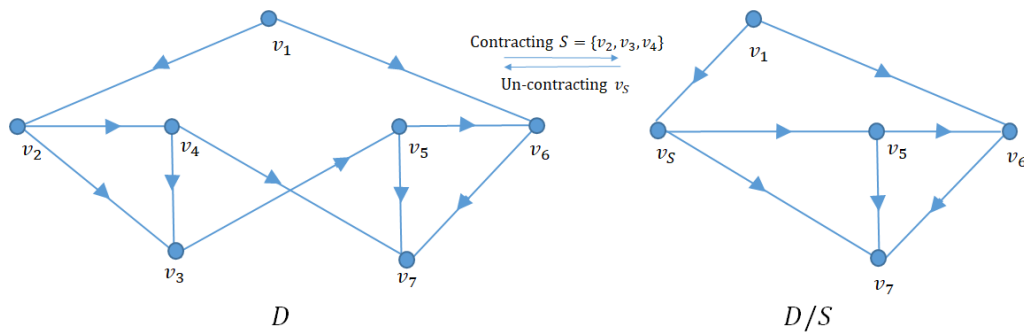 v₁
Contracting S = {v₂, v₃, v₄}
Un-contracting vₛ
v₁
v₂
v₄
v₅
v₆
vₛ
v₅
v₆
v₃
v₇
v₇
D
D/S